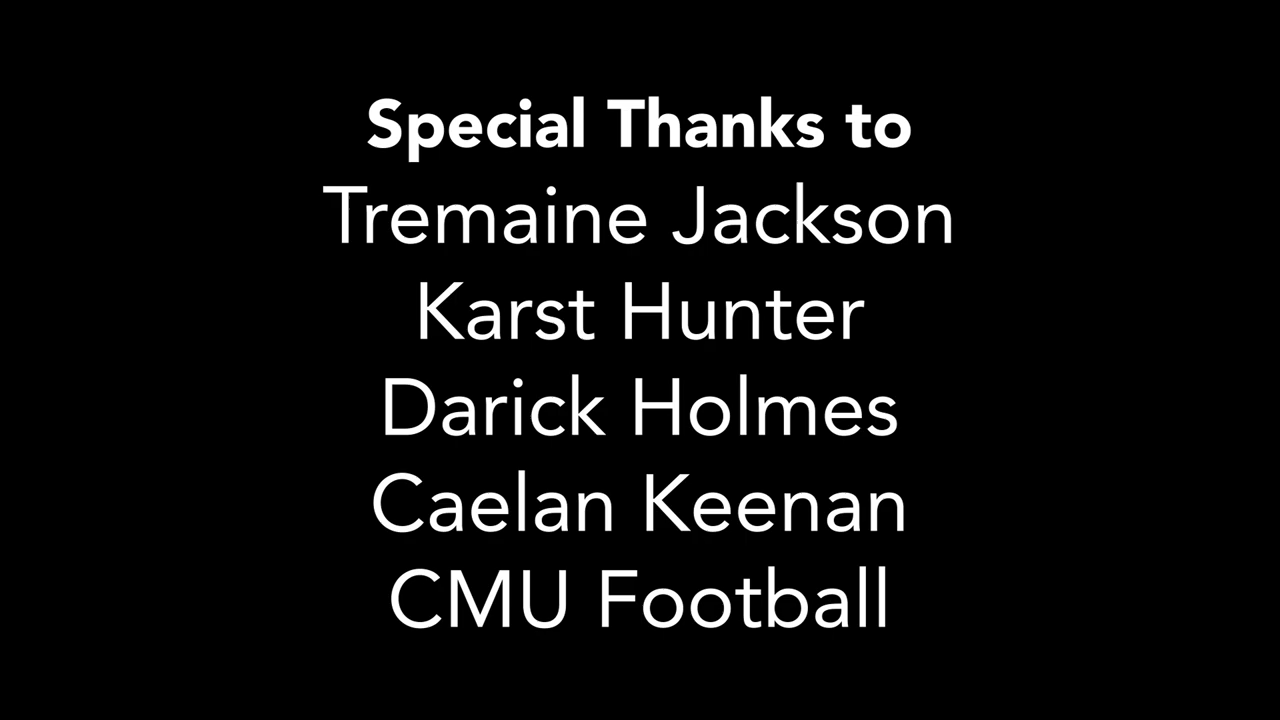 Special Thanks to
Tremaine Jackson
Karst Hunter
Darick Holmes
Caelan Keenan
CMU Football